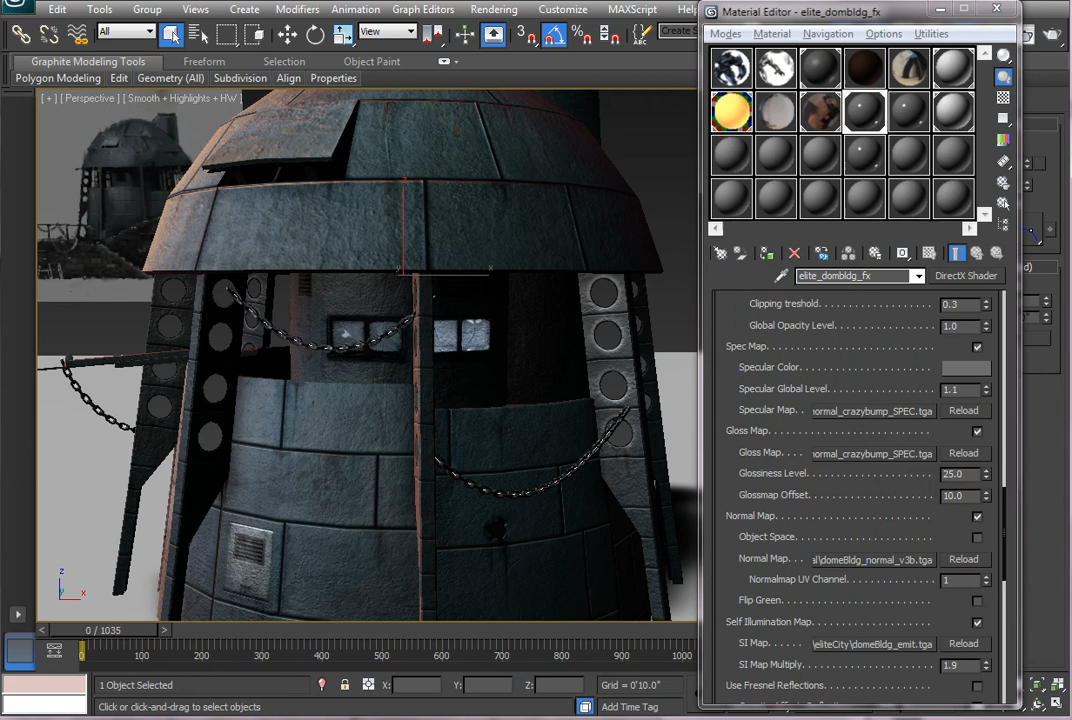 Edit Tools Group Views Create Modifiers Animation Graph Editors Rendering Customize MAXScript
Material Editor - elite_dombldg_fx
Modes Material Navigation Options Utilities
All View 3 % Create S
Graphite Modeling Tools Freeform Selection Object Paint
Polygon Modeling Edit Geometry (All) Subdivision Align Properties
[ + ] [ Perspective ] [ Smooth + Highlights + HW ]
elite_dombldg_fx DirectX Shader
Clipping treshold 0.3
Global Opacity Level 1.0
Spec Map
Specular Color
Specular Global Level 1.1
Specular Map ormal_crazybump_SPEC.tga Reload
Gloss Map
Gloss Map ormal_crazybump_SPEC.tga Reload
Glossiness Level 25.0
Glossmap Offset 10.0
Normal Map
Object Space
Normal Map al\domeBldg_normal_v3b.tga Reload
Normalmap UV Channel 1
Flip Green
Self Illumination Map
SI Map \eliteCity\domeBldg_emit.tga Reload
SI Map Multiply 1.9
Use Fresnel Reflections
z
y x
0 / 1035
0 100 200 300 400 500 600 700 800 900 1000
1 Object Selected X: Y: Z: Grid = 0'10.0"
Click or click-and-drag to select objects Add Time Tag